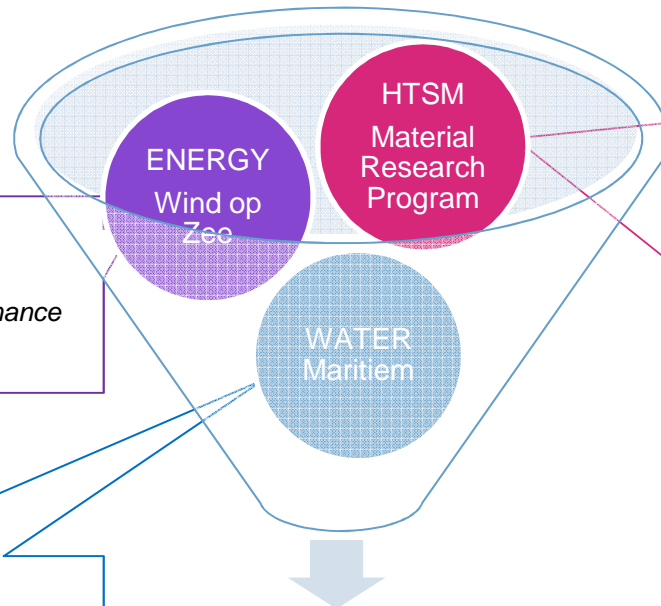 HTSM
Material
Research
Program
ENERGY
Wind op
Zee
nance
WATER
Maritiem